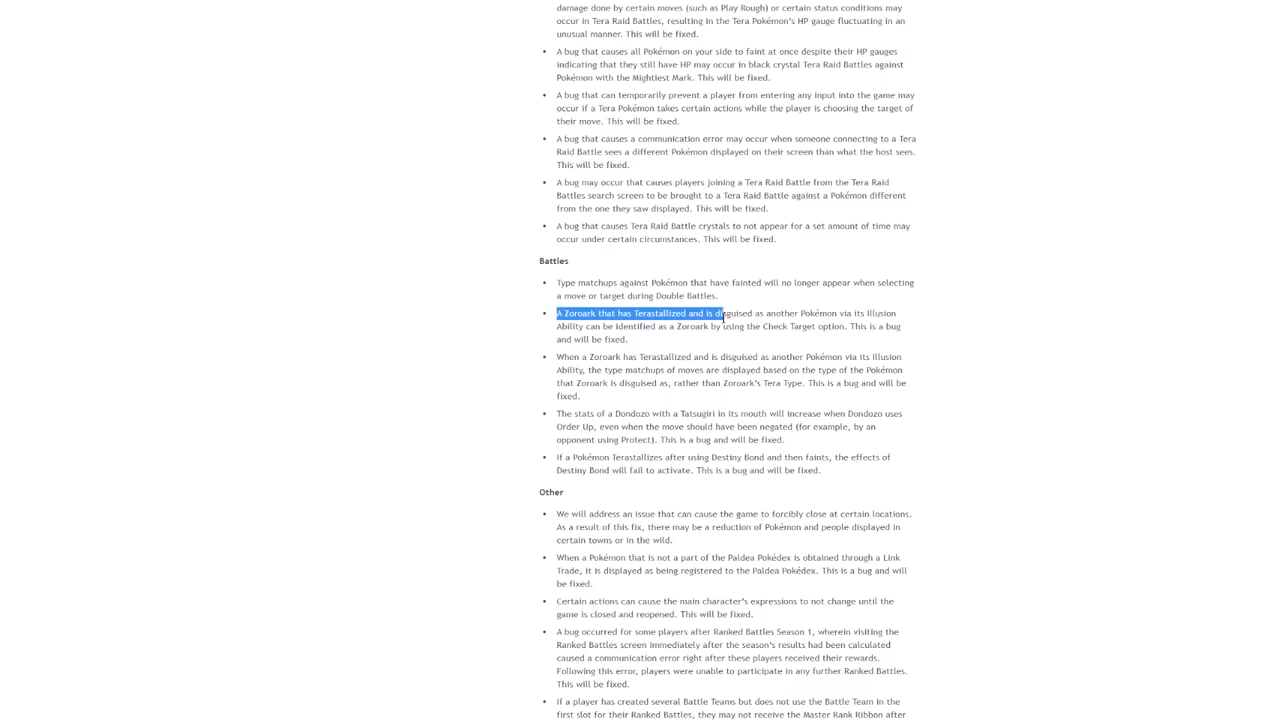 damage done by certain moves (such as Play Rough) or certain status conditions may
occur in Tera Raid Battles, resulting in the Tera Pokémon's HP gauge fluctuating in an
unusual manner. This will be fixed.
• A bug that causes all Pokémon on your side to faint at once despite their HP gauges
indicating that they still have HP may occur in black crystal Tera Raid Battles against
Pokémon with the Mightiest Mark. This will be fixed.
• A bug that can temporarily prevent a player from entering any input into the game may
occur if a Tera Pokémon takes certain actions while the player is choosing the target of
their move. This will be fixed.
• A bug that causes a communication error may occur when someone connecting to a Tera
Raid Battle sees a different Pokémon displayed on their screen than what the host sees.
This will be fixed.
• A bug may occur that causes players joining a Tera Raid Battle from the Tera Raid
Battles search screen to be brought to a Tera Raid Battle against a Pokémon different
from the one they saw displayed. This will be fixed.
• A bug that causes Tera Raid Battle crystals to not appear for a set amount of time may
occur under certain circumstances. This will be fixed.
Battles
• Type matchups against Pokémon that have fainted will no longer appear when selecting
a move or target during Double Battles.
• A Zoroark that has Terastallized and is disguised as another Pokémon via its Illusion
Ability can be identified as a Zoroark by using the Check Target option. This is a bug
and will be fixed.
• When a Zoroark has Terastallized and is disguised as another Pokémon via its Illusion
Ability, the type matchups of moves are displayed based on the type of the Pokémon
that Zoroark is disguised as, rather than Zoroark's Tera Type. This is a bug and will be
fixed.
• The stats of a Dondozo with a Tatsugiri in its mouth will increase when Dondozo uses
Order Up, even when the move should have been negated (for example, by an
opponent using Protect). This is a bug and will be fixed.
• If a Pokémon Terastallizes after using Destiny Bond and then faints, the effects of
Destiny Bond will fail to activate. This is a bug and will be fixed.
Other
• We will address an issue that can cause the game to forcibly close at certain locations.
As a result of this fix, there may be a reduction of Pokémon and people displayed in
certain towns or in the wild.
• When a Pokémon that is not a part of the Paldea Pokédex is obtained through a Link
Trade, it is displayed as being registered to the Paldea Pokédex. This is a bug and will
be fixed.
• Certain actions can cause the main character's expressions to not change until the
game is closed and reopened. This will be fixed.
• A bug occurred for some players after Ranked Battles Season 1, wherein visiting the
Ranked Battles screen immediately after the season's results had been calculated
caused a communication error right after these players received their rewards.
Following this error, players were unable to participate in any further Ranked Battles.
This will be fixed.
• If a player has created several Battle Teams but does not use the Battle Team in the
first slot for their Ranked Battles, they may not receive the Master Rank Ribbon after